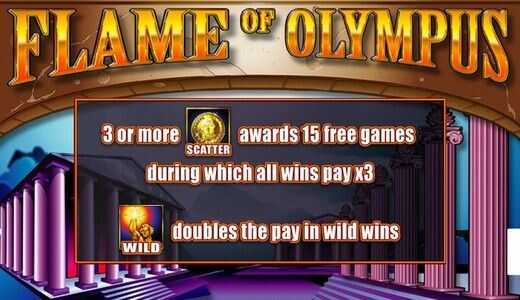 FLAME OF OLYMPUS
3 or more SCATTER awards 15 free games
during which all wins pay x3
WILD doubles the pay in wild wins